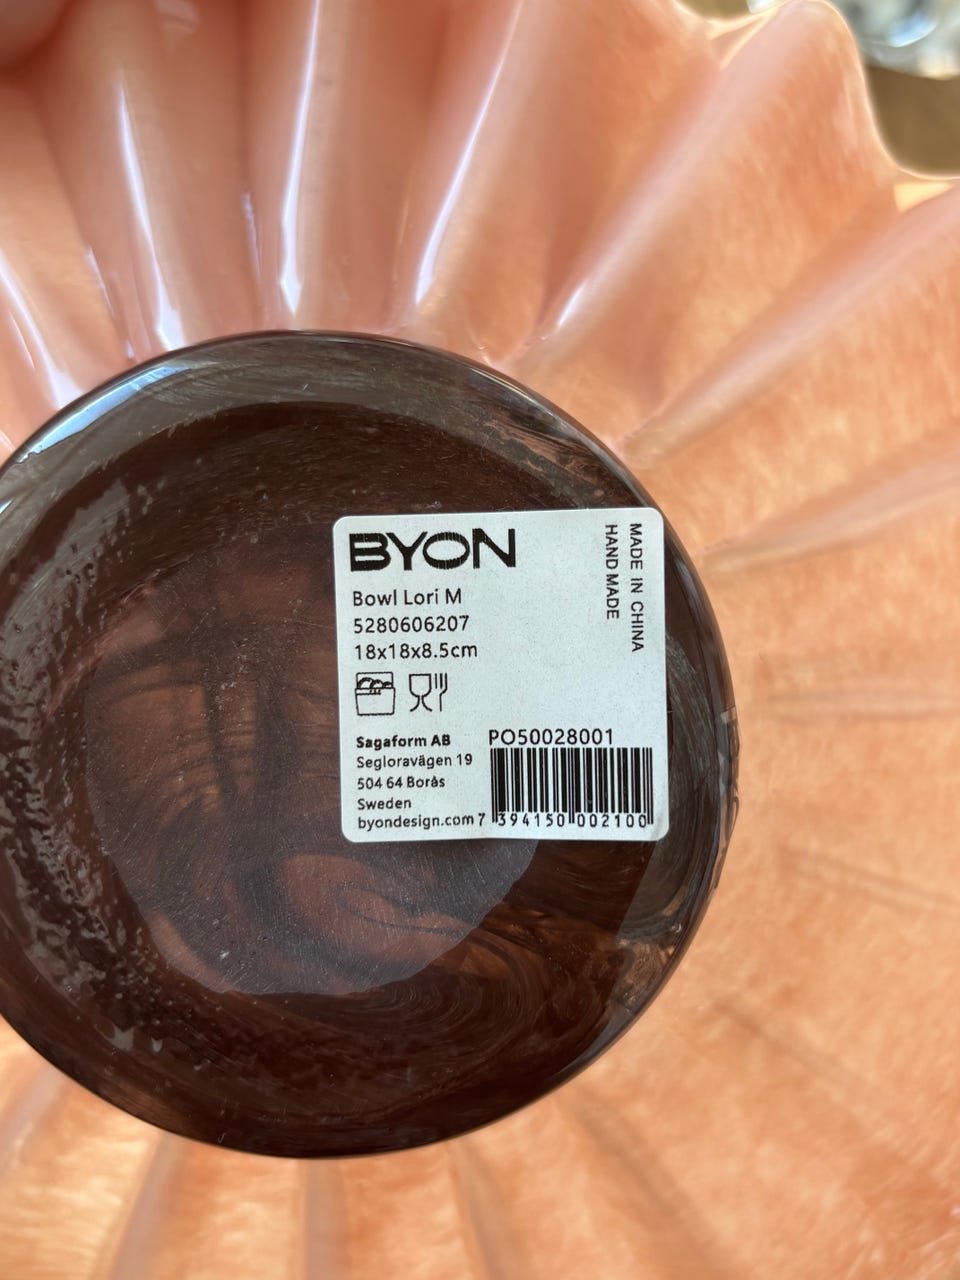 BYON
Bowl Lori M
5280606207
18x18x8.5cm
MADE IN CHINA
HAND MADE
Sagaform AB
Segloravägen 19
504 64 Borås
Sweden
byondesign.com
PO50028001
7 394150 002100